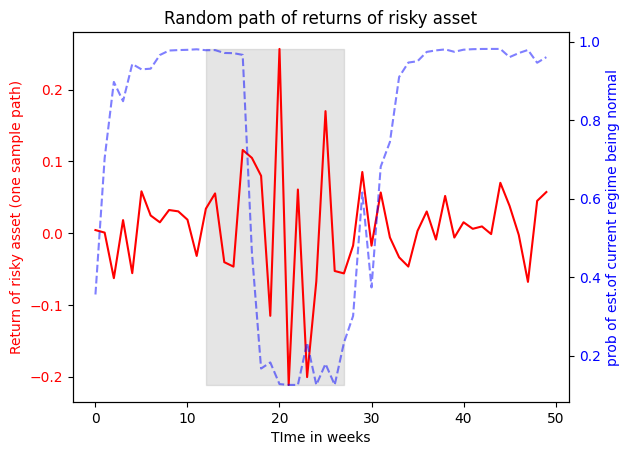 Random path of returns of risky asset
Return of risky asset (one sample path)
0.2
0.1
0.0
−0.1
−0.2
1.0
0.8
0.6
0.4
0.2
prob of est.of current regime being normal
0 10 20 30 40 50
TIme in weeks